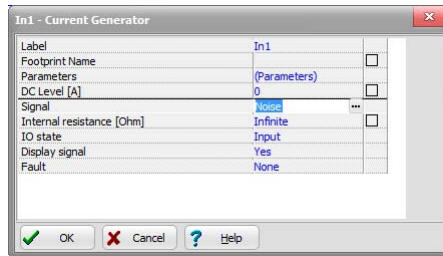 In1 - Current Generator
Label In1
Footprint Name
Parameters (Parameters)
DC Level [A] 0
Signal Noise ...
Internal resistance [Ohm] Infinite
IO state Input
Display signal Yes
Fault None
OK Cancel ? Help